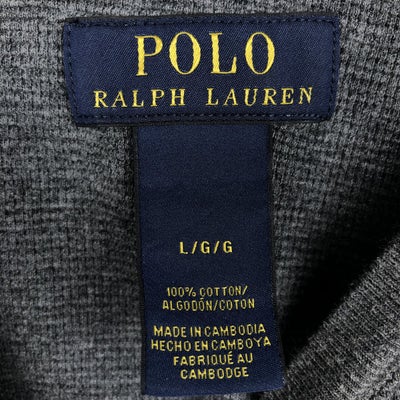 POLO
RALPH LAUREN
L/G/G
100% COTTON/
ALGODÓN/COTON
MADE IN CAMBODIA
HECHO EN CAMBOYA
FABRIQUÉ AU
CAMBODGE